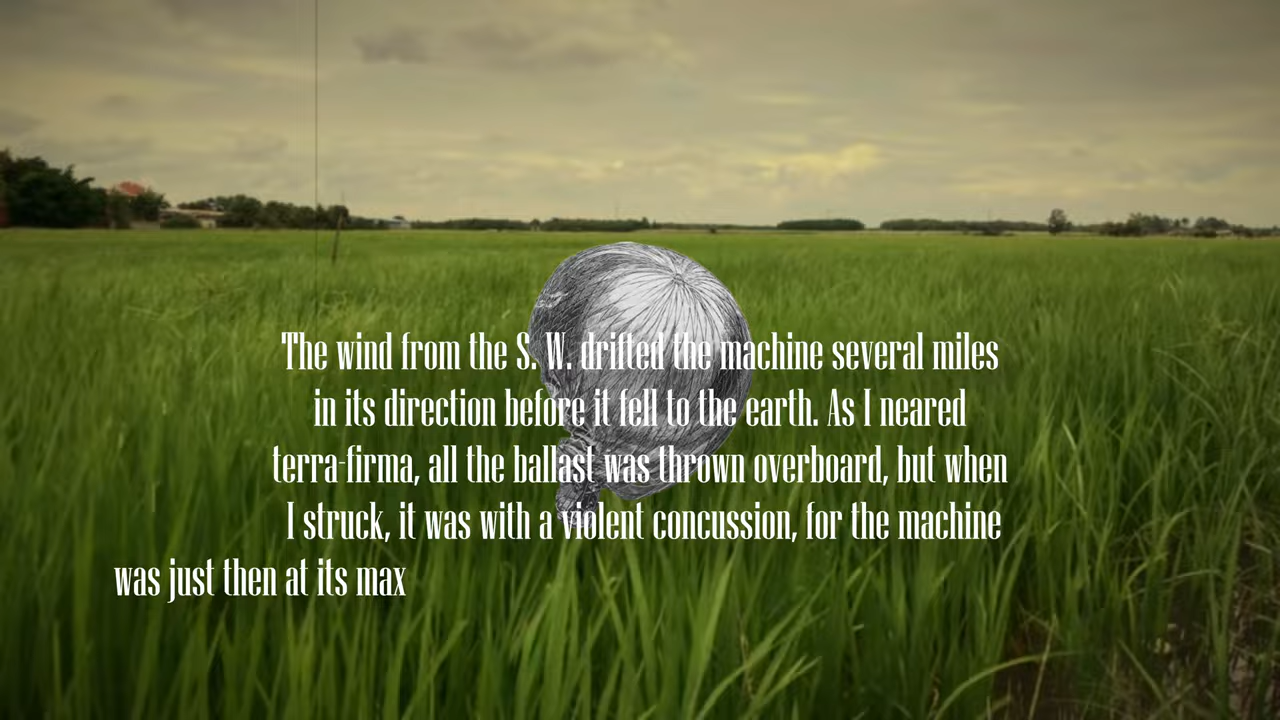 The wind from the S. W. drifted the machine several miles
in its direction before it fell to the earth. As I neared
terra-firma, all the ballast was thrown overboard, but when
I struck, it was with a violent concussion, for the machine
was just then at its max